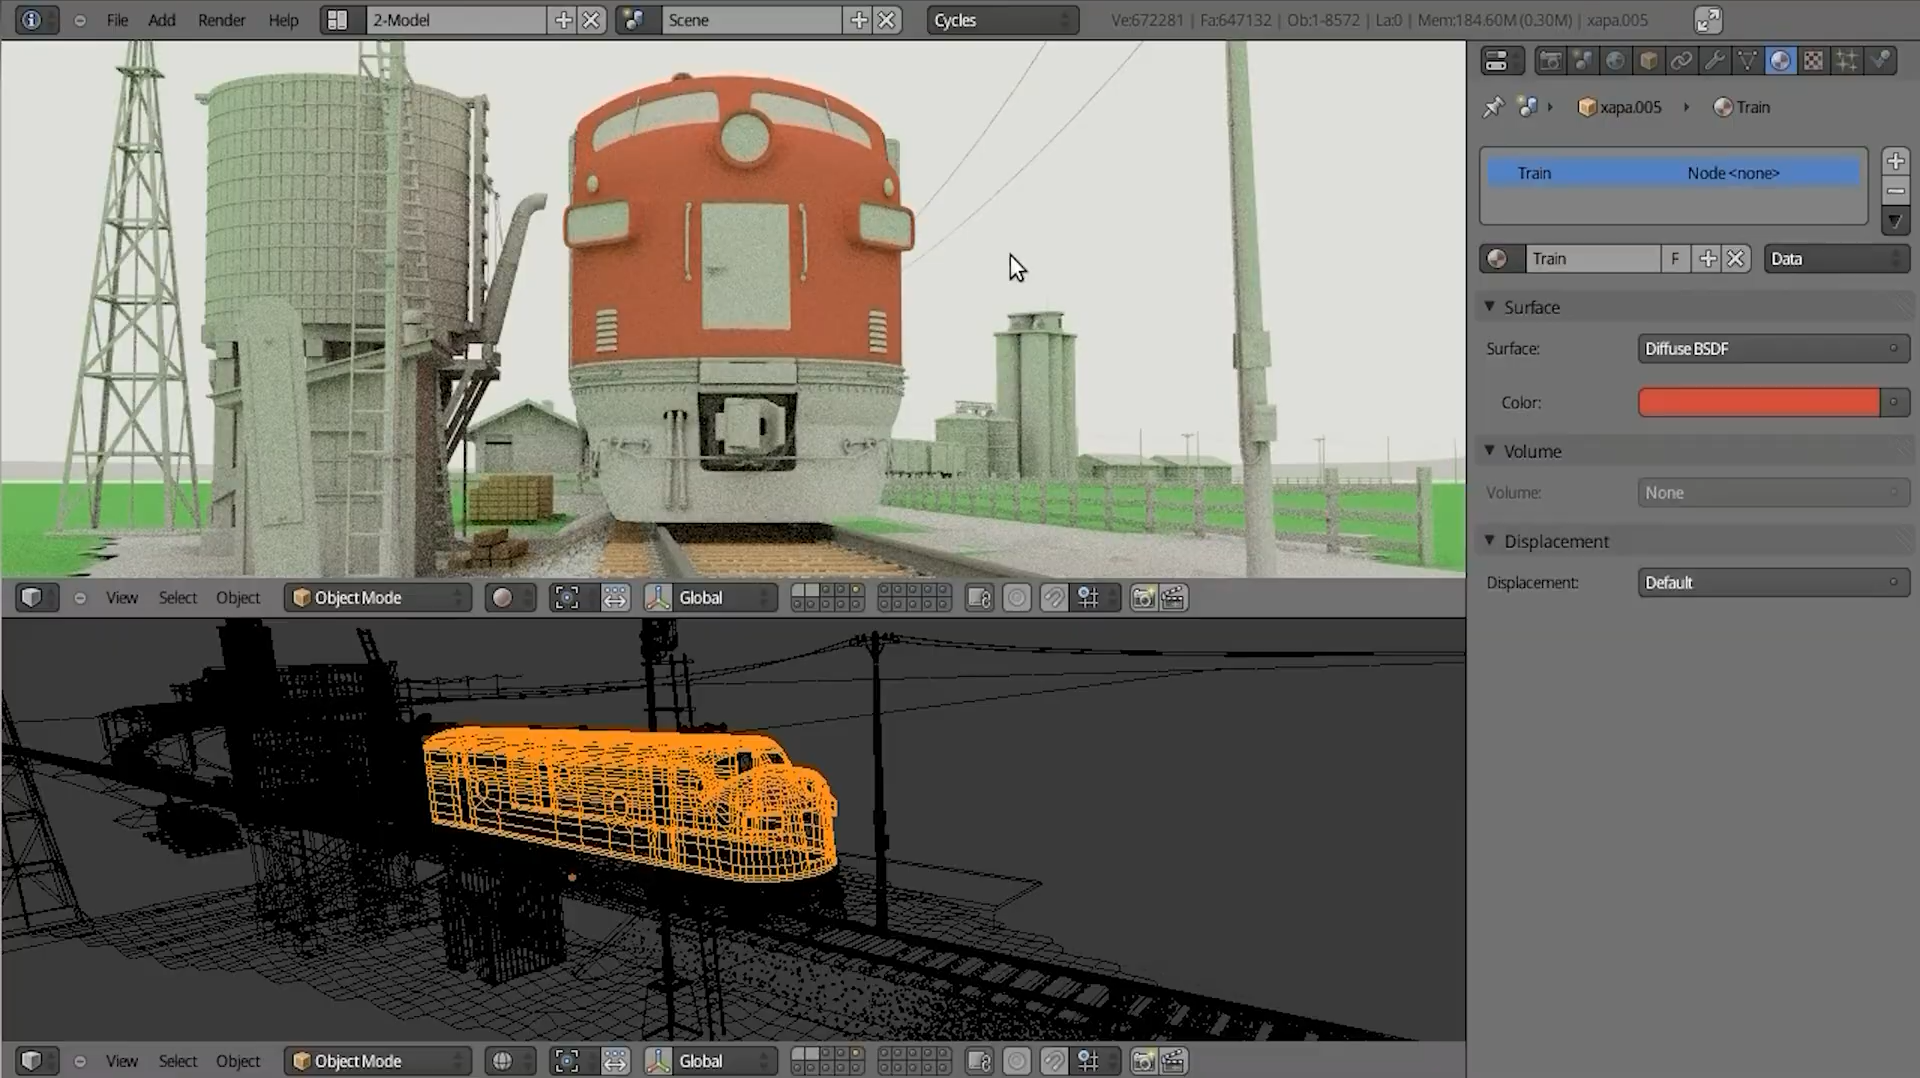 File Add Render Help 2-Model Scene Cycles Ve:672281 | Fa:647132 | Ob:1-8572 | La:0 | Mem:184.60M (0.30M) | xapa.005
xapa.005 Train
Train Node <none>
Train F Data
Surface
Surface: Diffuse BSDF
Color:
Volume
Volume: None
Displacement
Displacement: Default
View Select Object Object Mode Global
View Select Object Object Mode Global